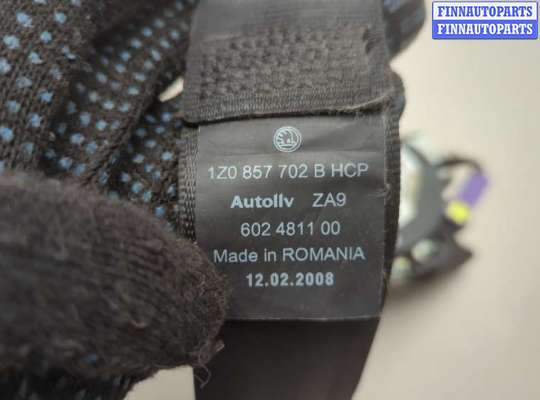 FINNAUTOPARTS
FINNAUTOPARTS
1Z0 857 702 B HCP
Autoliv ZA9
602 4811 00
Made in ROMANIA
12.02.2008